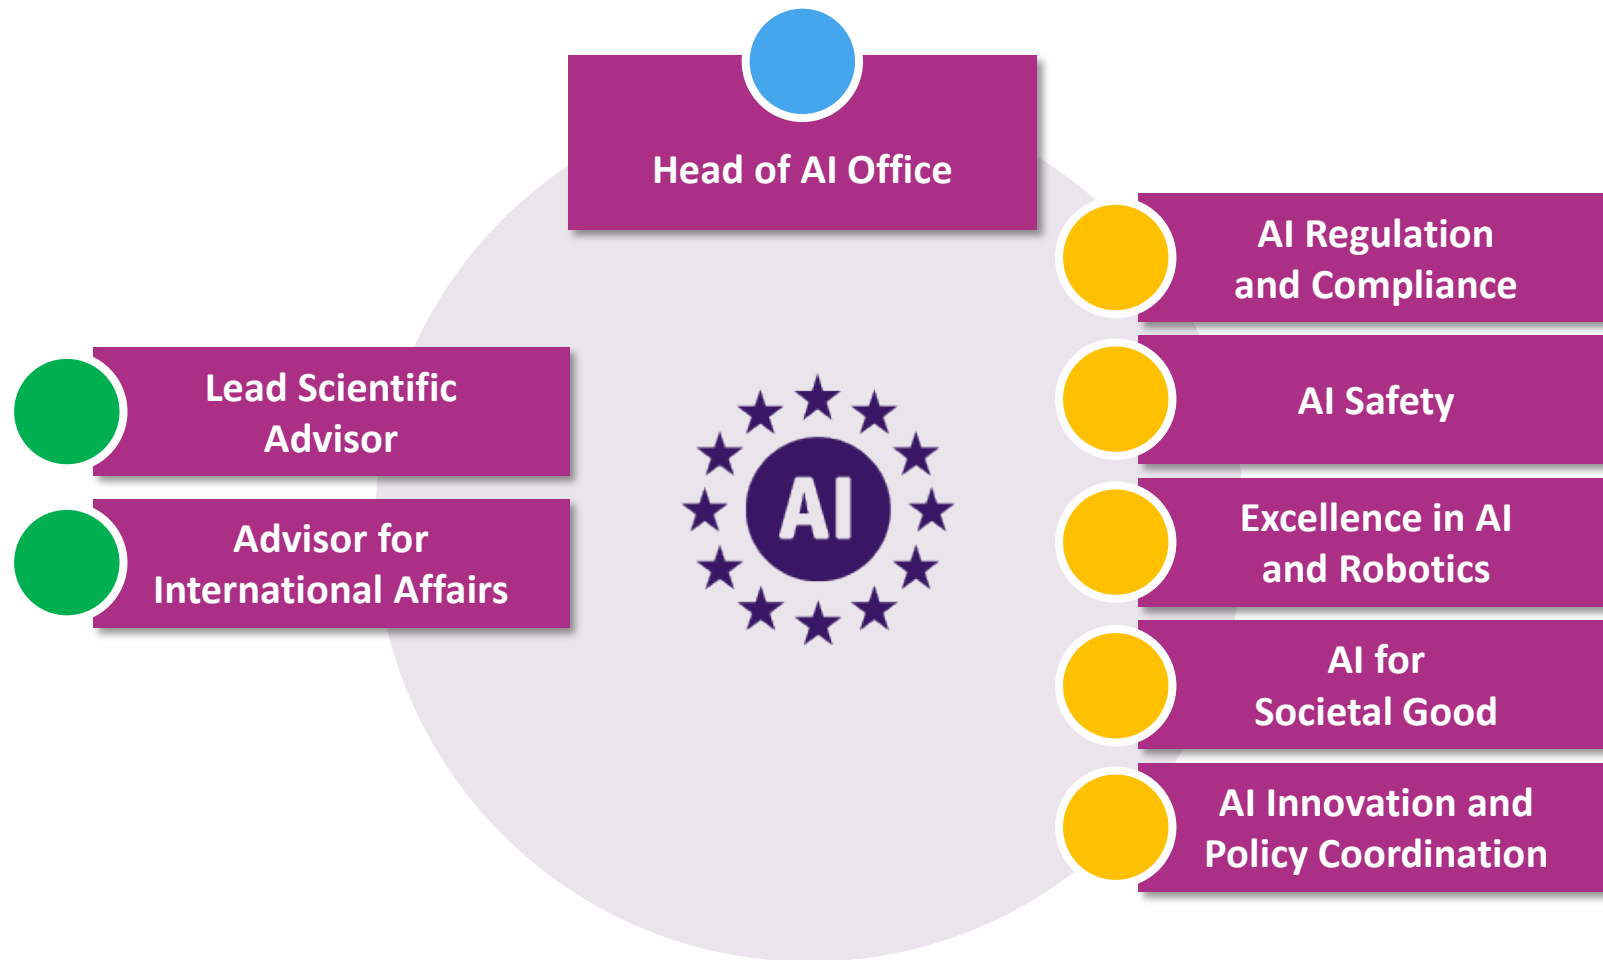 Head of AI Office
Lead Scientific
Advisor
Advisor for
International Affairs
AI
AI Regulation
and Compliance
AI Safety
Excellence in AI
and Robotics
AI for
Societal Good
AI Innovation and
Policy Coordination